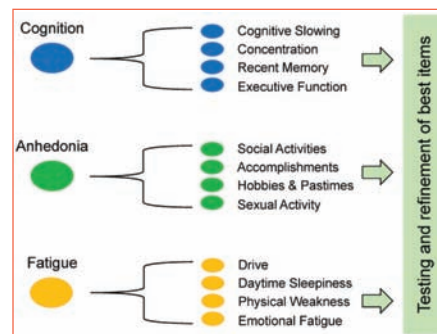 Cognition
Cognitive Slowing
Concentration
Recent Memory
Executive Function
Anhedonia
Social Activities
Accomplishments
Hobbies & Pastimes
Sexual Activity
Fatigue
Drive
Daytime Sleepiness
Physical Weakness
Emotional Fatigue
Testing and refinement of best items